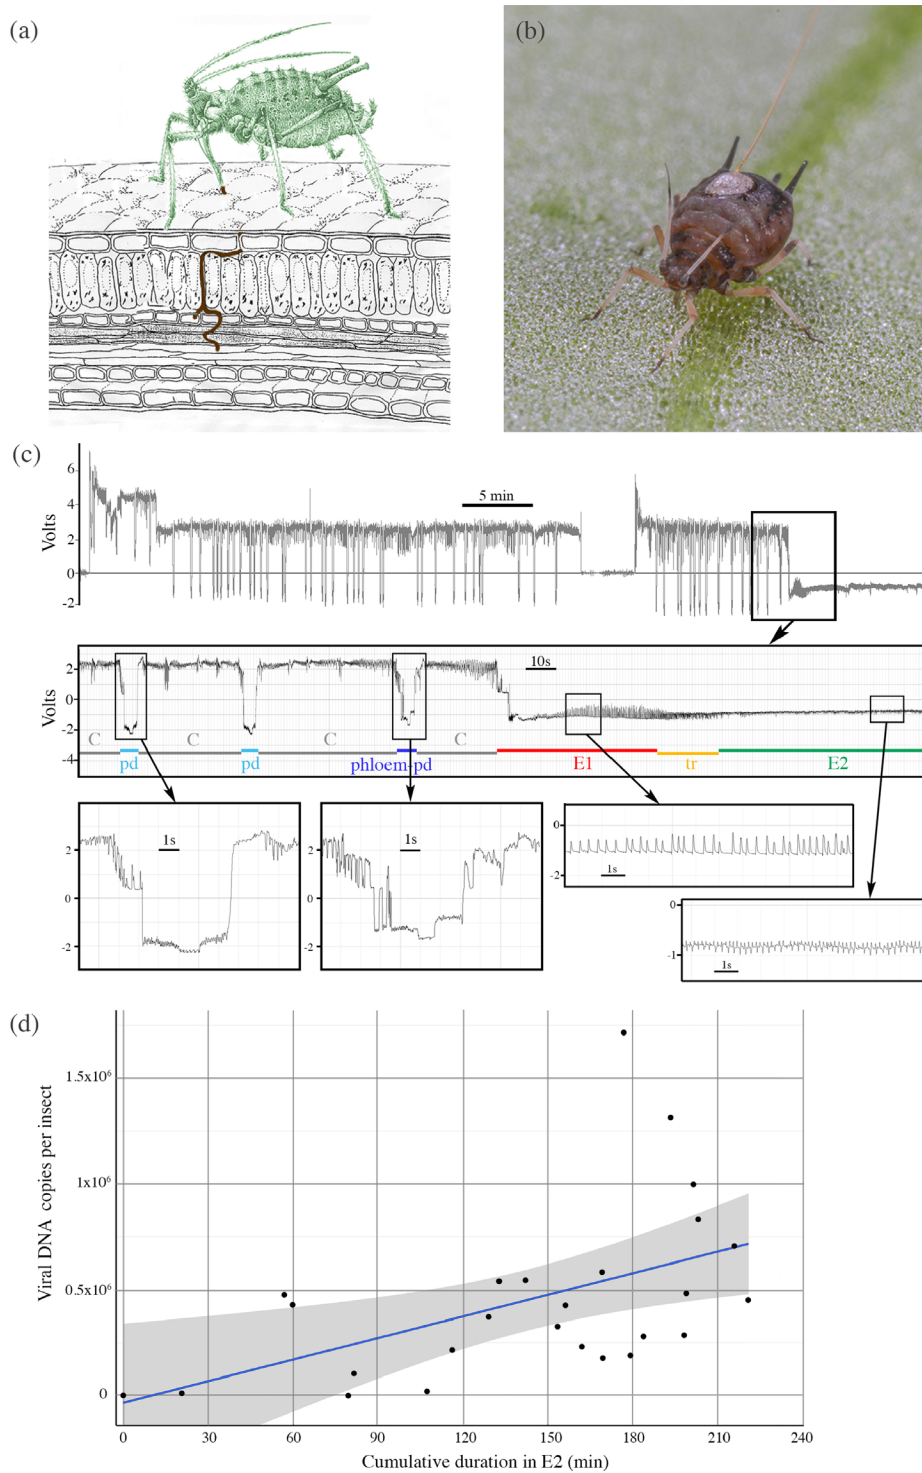 (a)
(b)
(c)
Volts
6
4
2
0
-2
5 min
Volts
2
0
-2
-4
10s
C
C
C
C
pd
pd
phloem-pd
E1
tr
E2
2
0
-2
1s
2
0
-2
1s
0
-2
1s
0
-1
1s
(d)
Viral DNA copies per insect
1.5x10⁶
1x10⁶
0.5x10⁶
0
0 30 60 90 120 150 180 210 240
Cumulative duration in E2 (min)